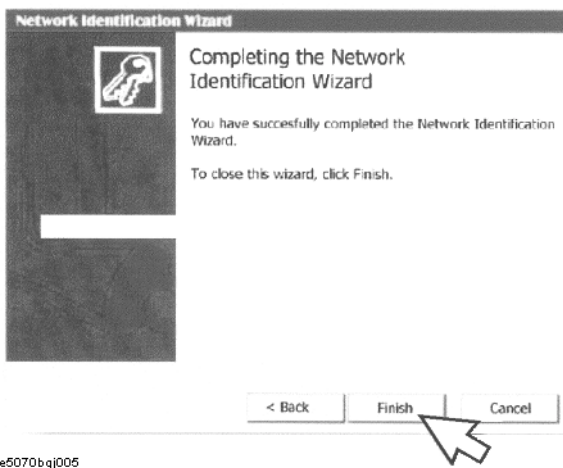 Network Identification Wizard
Completing the Network
Identification Wizard
You have succesfully completed the Network Identification
Wizard.
To close this wizard, click Finish.
< Back Finish Cancel
e5070bqj005